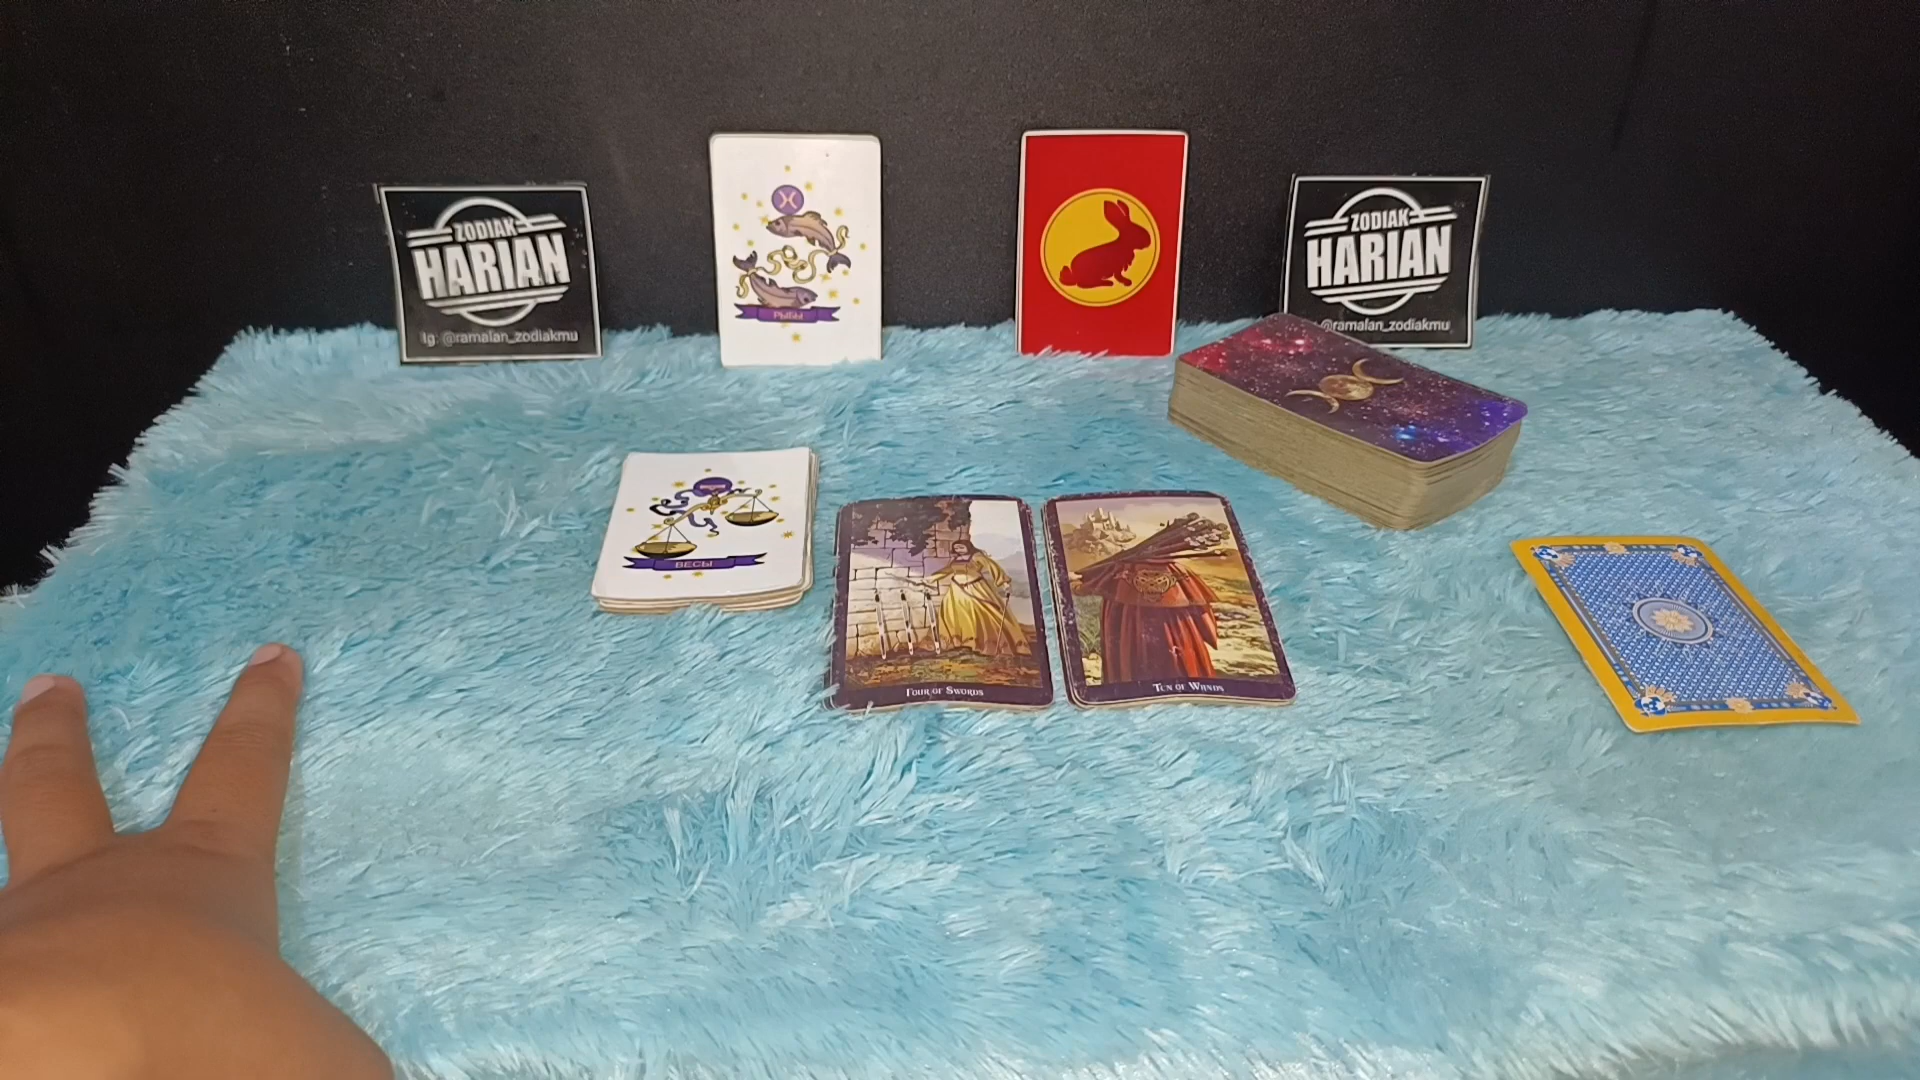 ZODIAK
HARIAN
Ig: @ramalan_zodiakmu
РЫБЫ
ZODIAK
HARIAN
@ramalan_zodiakmu
ВЕСЫ
Four of Swords
Ten of Wands